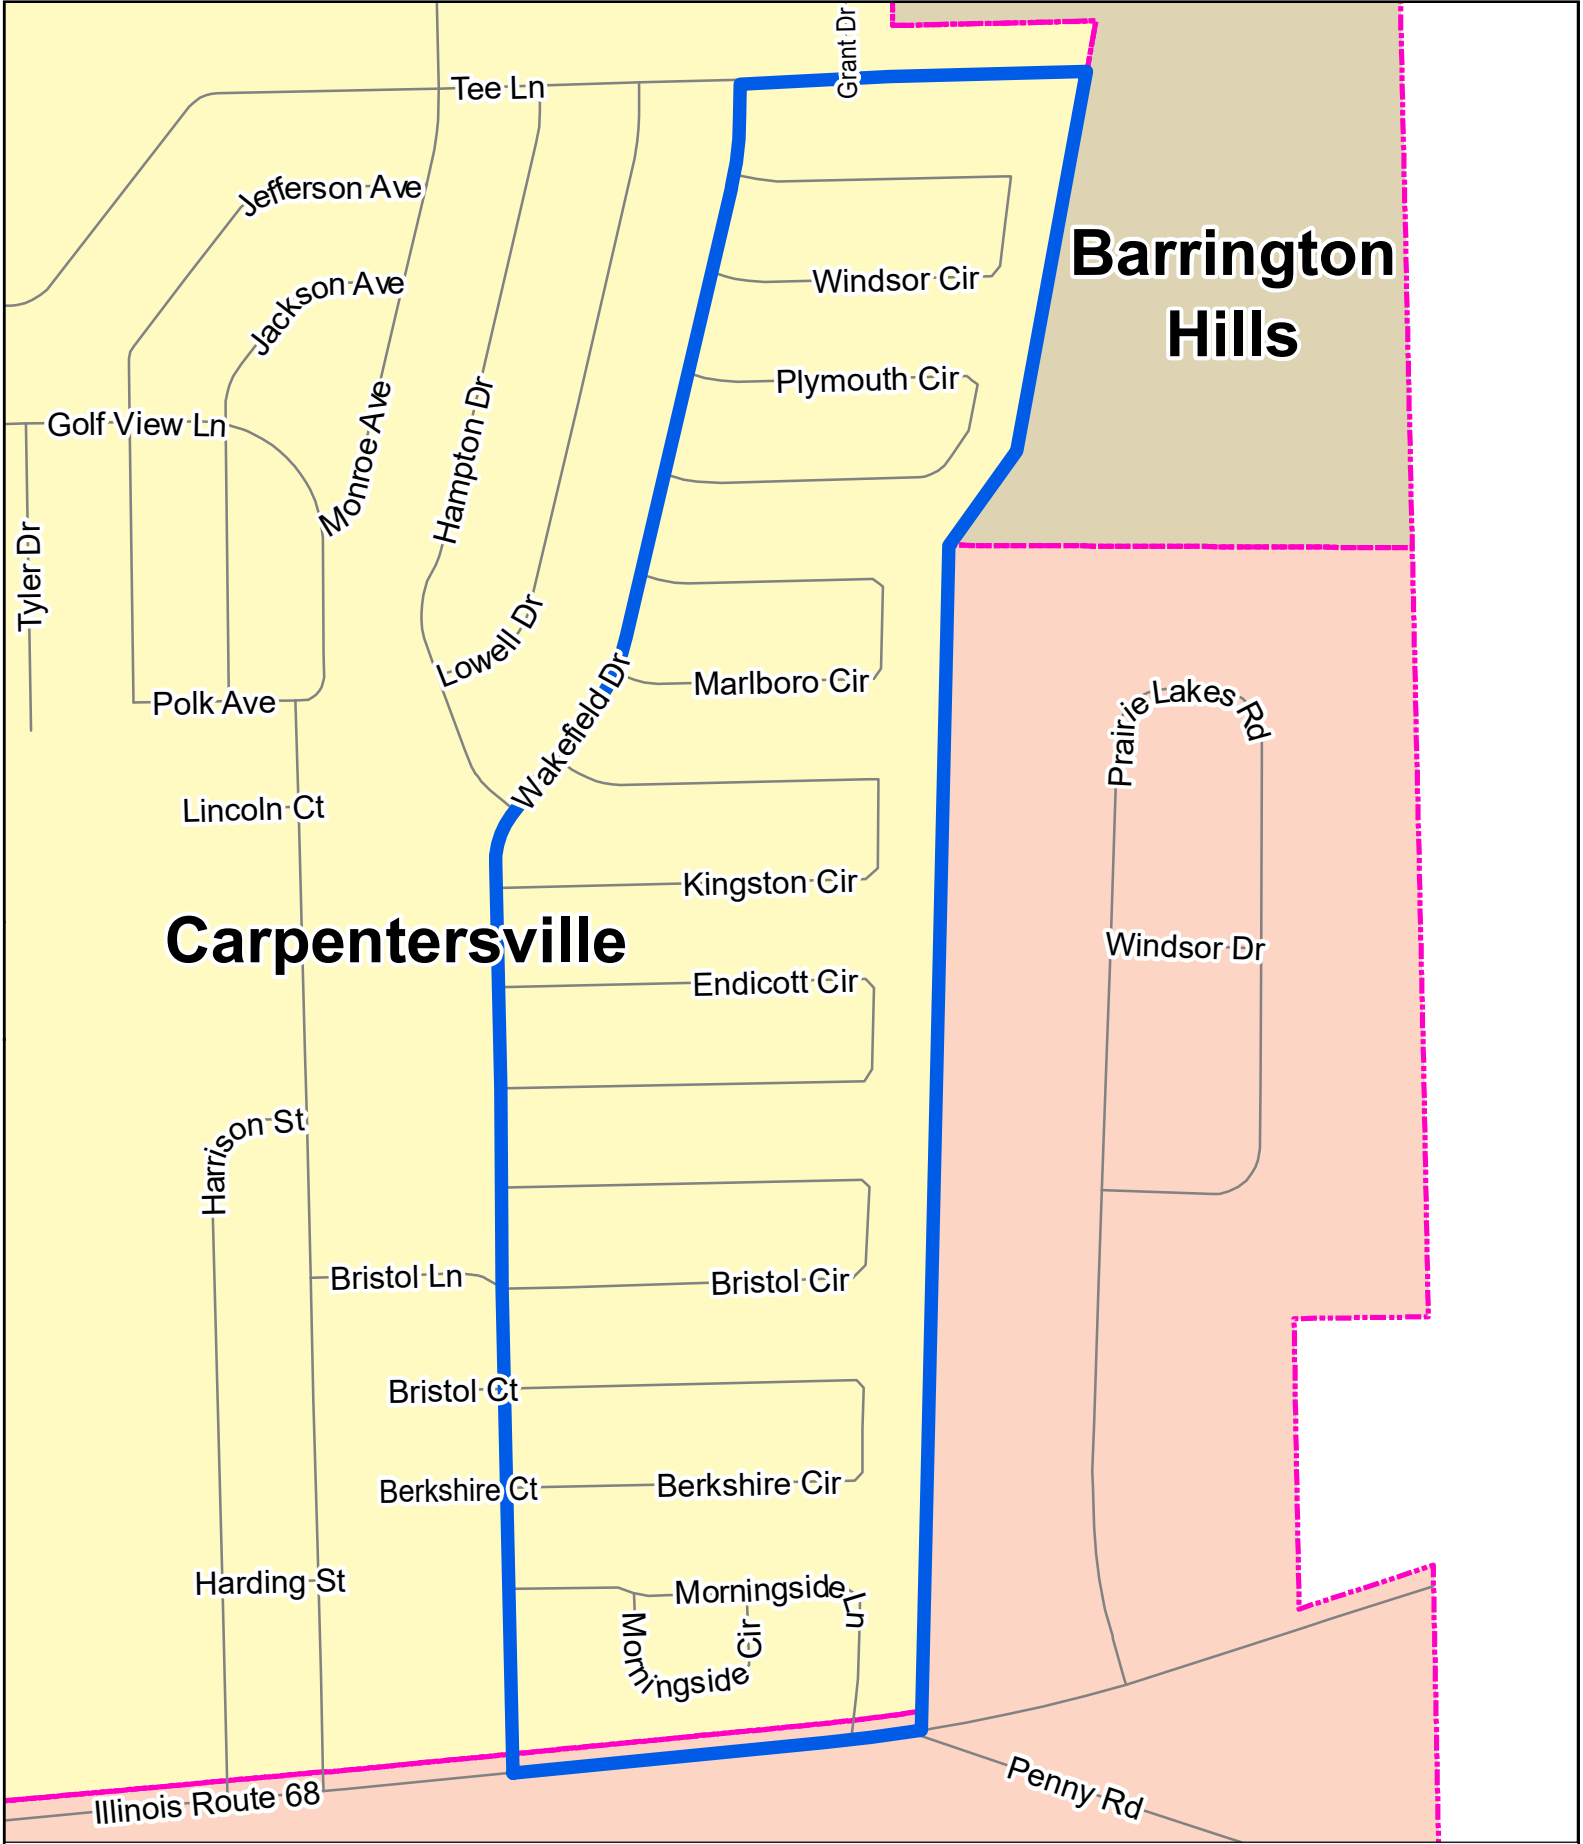 Grant Dr
Tee Ln
Jefferson Ave
Barrington
Hills
Windsor Cir
Jackson Ave
Plymouth Cir
Golf View Ln
Monroe Ave
Hampton Dr
Tyler Dr
Lowell Dr
Marlboro Cir
Polk Ave
Wakefield Dr
Prairie Lakes Rd
Lincoln Ct
Kingston Cir
Carpentersville
Windsor Dr
Endicott Cir
Harrison St
Bristol Ln
Bristol Cir
Bristol Ct
Berkshire Ct
Berkshire Cir
Harding St
Morningside Ln
Morningside Cir
Illinois Route 68
Penny Rd